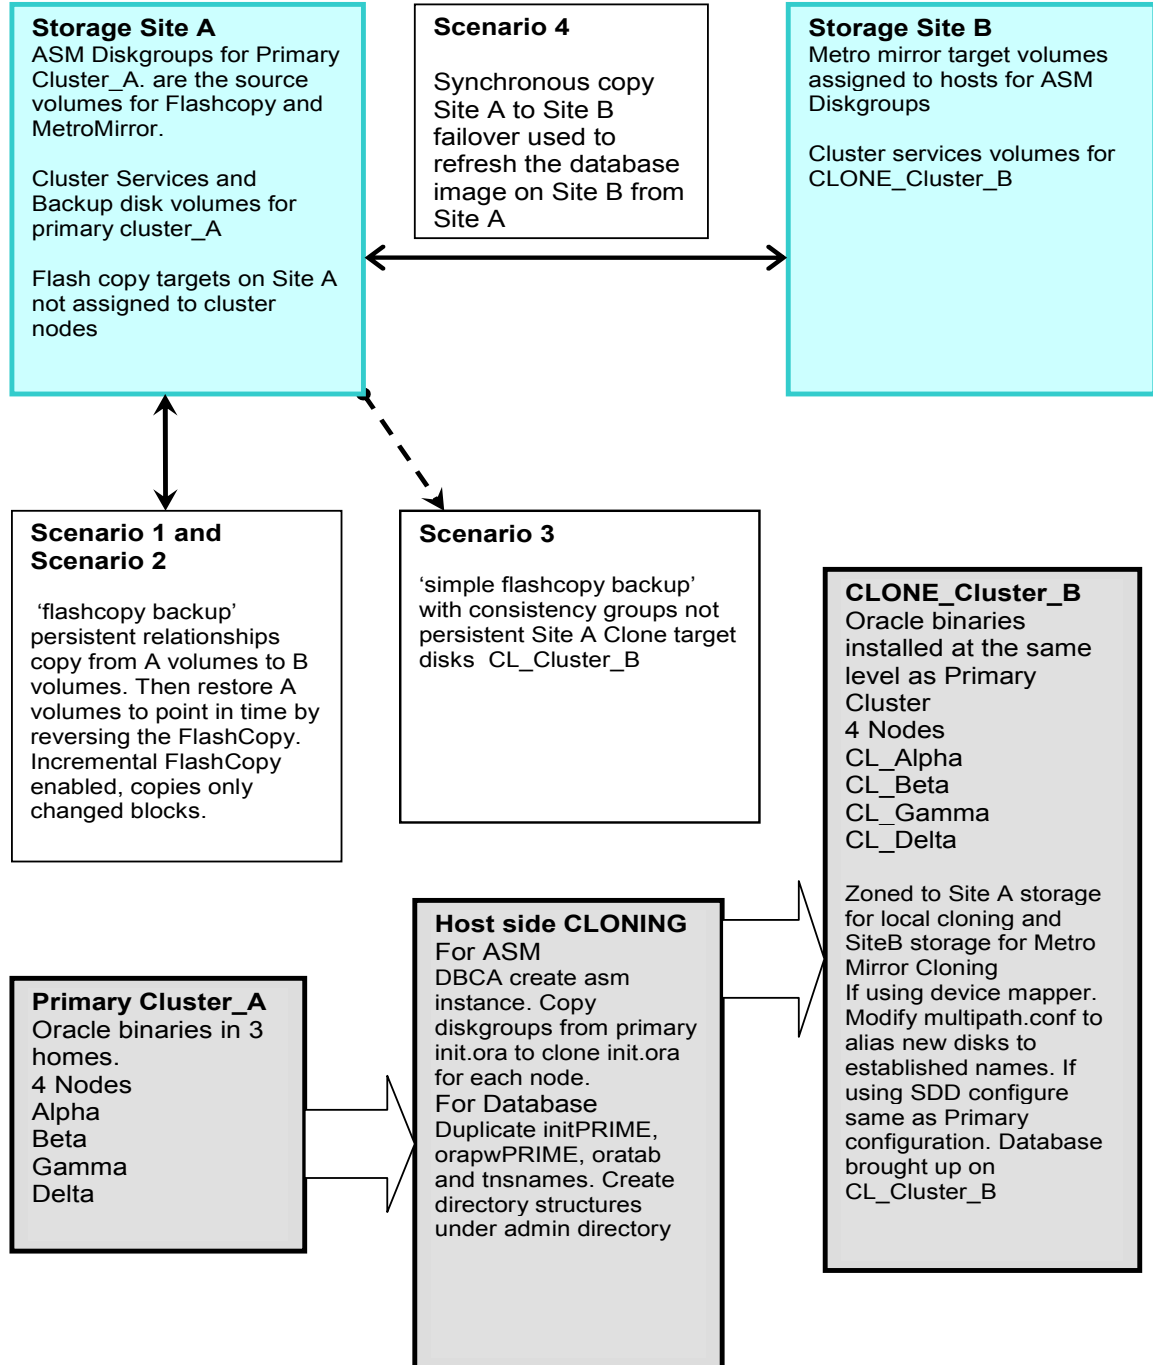 Storage Site A
ASM Diskgroups for Primary
Cluster_A. are the source
volumes for Flashcopy and
MetroMirror.
Cluster Services and
Backup disk volumes for
primary cluster_A
Flash copy targets on Site A
not assigned to cluster
nodes
Scenario 4
Synchronous copy
Site A to Site B
failover used to
refresh the database
image on Site B from
Site A
Storage Site B
Metro mirror target volumes
assigned to hosts for ASM
Diskgroups
Cluster services volumes for
CLONE_Cluster_B
Scenario 1 and
Scenario 2
‘flashcopy backup’
persistent relationships
copy from A volumes to B
volumes. Then restore A
volumes to point in time by
reversing the FlashCopy.
Incremental FlashCopy
enabled, copies only
changed blocks.
Scenario 3
‘simple flashcopy backup’
with consistency groups not
persistent Site A Clone target
disks  CL_Cluster_B
CLONE_Cluster_B
Oracle binaries
installed at the same
level as Primary
Cluster
4 Nodes
CL_Alpha
CL_Beta
CL_Gamma
CL_Delta
Zoned to Site A storage
for local cloning and
SiteB storage for Metro
Mirror Cloning
If using device mapper.
Modify multipath.conf to
alias new disks to
established names. If
using SDD configure
same as Primary
configuration. Database
brought up on
CL_Cluster_B
Primary Cluster_A
Oracle binaries in 3
homes.
4 Nodes
Alpha
Beta
Gamma
Delta
Host side CLONING
For ASM
DBCA create asm
instance. Copy
diskgroups from primary
init.ora to clone init.ora
for each node.
For Database
Duplicate initPRIME,
orapwPRIME, oratab
and tnsnames. Create
directory structures
under admin directory